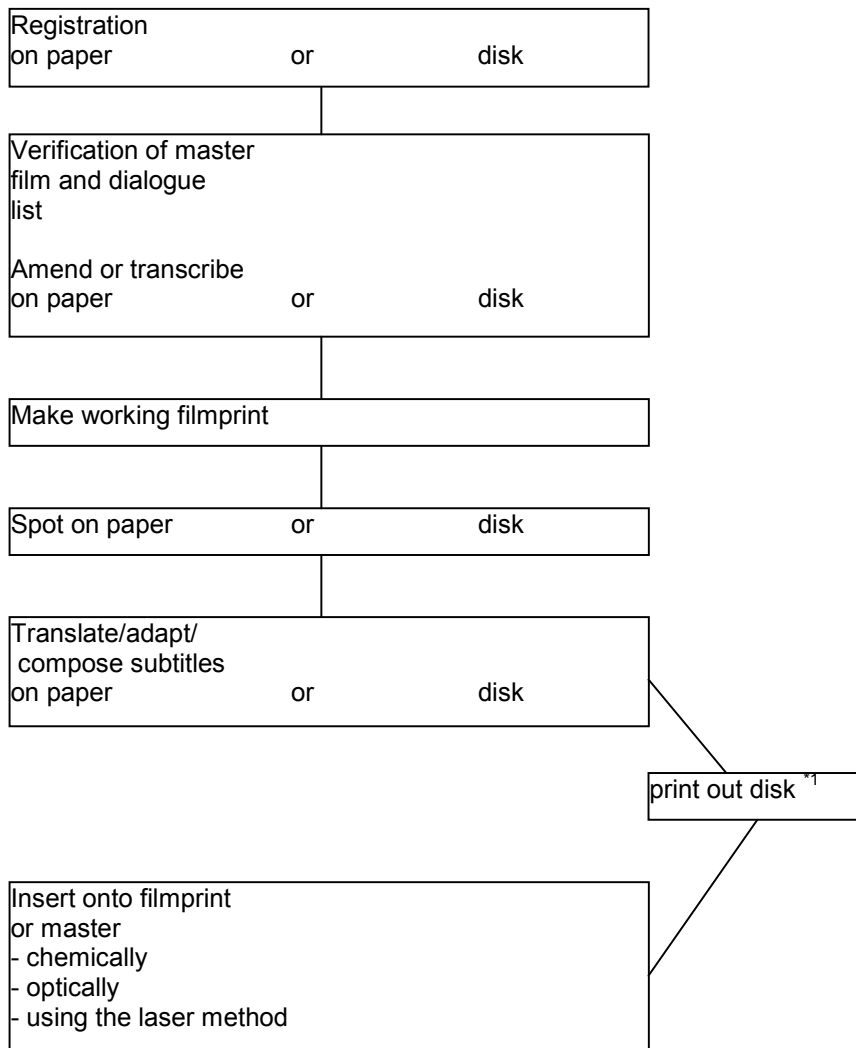 Registration
on paper or disk
Verification of master
film and dialogue
list
Amend or transcribe
on paper or disk
Make working filmprint
Spot on paper or disk
Translate/adapt/
compose subtitles
on paper or disk
print out disk *1
Insert onto filmprint
or master
- chemically
- optically
- using the laser method